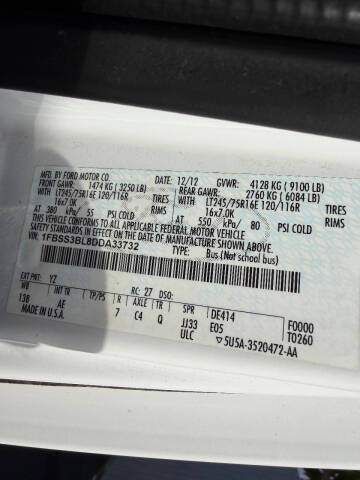 MFD. BY FORD MOTOR CO. 12/12 GVWR: 4128 KG ( 9100 LB)
FRONT GAWR: 1474 KG ( 3250 LB) REAR GAWR: 2760 KG ( 6084 LB)
WITH LT245/75R16E 120/116R TIRES WITH LT245/75R16E 120/116R TIRES
16x7.0K RIMS 16x7.0K RIMS
AT 380 kPa/ 55 PSI COLD AT 550 kPa/ 80 PSI COLD
THIS VEHICLE CONFORMS TO ALL APPLICABLE FEDERAL MOTOR VEHICLE
SAFETY STANDARDS IN EFFECT ON THE DATE OF MANUFACTURE SHOWN ABOVE.
VIN: 1FBSS3BL8DDA33732
TYPE: Bus (Not school bus)
EXT PNT: YZ RC: 27 DSO:
WB INT TR TP/PS R AXLE TR SPR
138 AE 7 C4 Q JJ33 DE414 F0000
MADE IN U.S.A. ULC E05 T0260
5U5A-3520472-AA